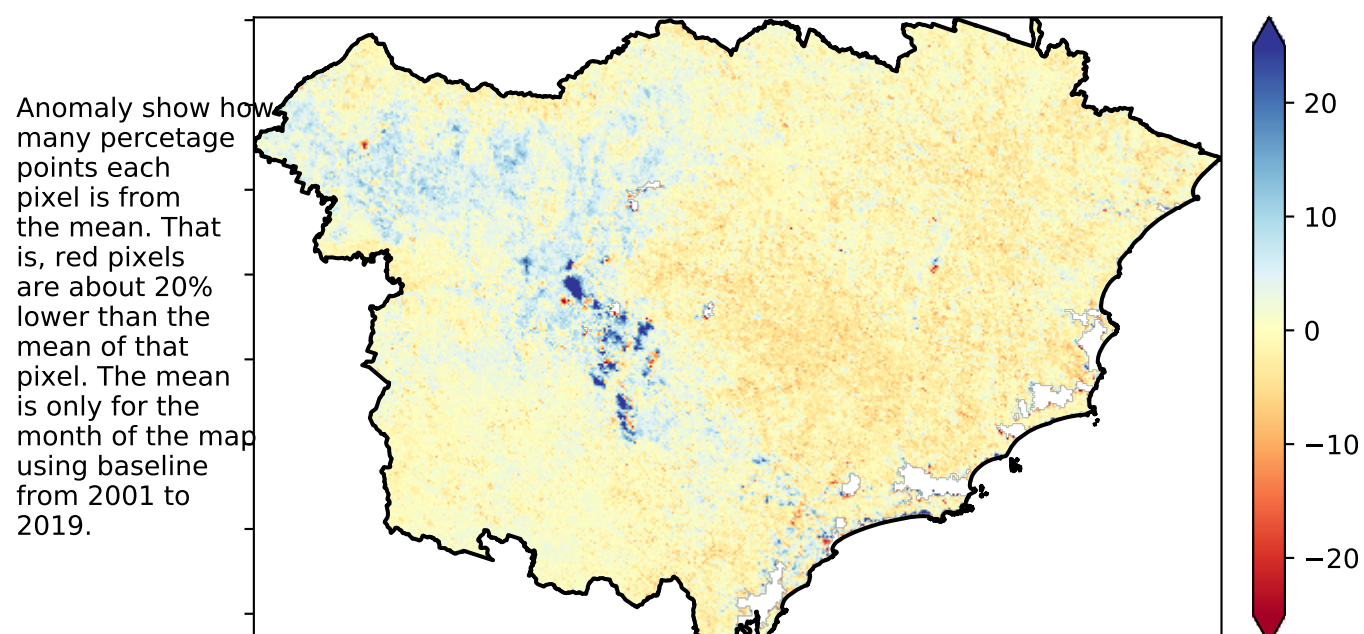 Anomaly show how
many percetage
points each
pixel is from
the mean. That
is, red pixels
are about 20%
lower than the
mean of that
pixel. The mean
is only for the
month of the map
using baseline
from 2001 to
2019.
20
10
0
−10
−20